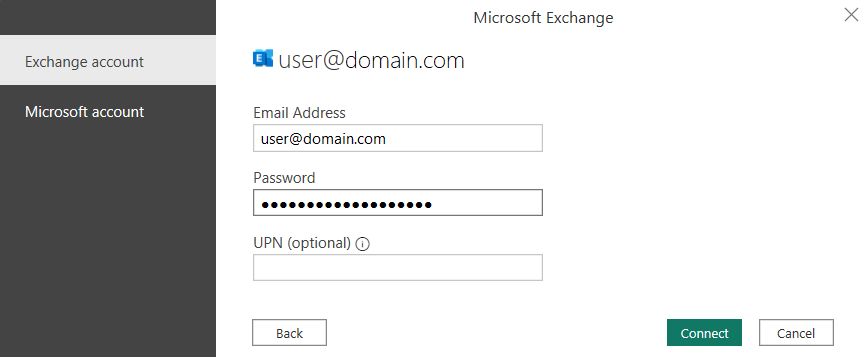 Microsoft Exchange
Exchange account
Microsoft account
E user@domain.com
Email Address
user@domain.com
Password
●●●●●●●●●●●●●●●●●●●
UPN (optional)
Back
Connect
Cancel